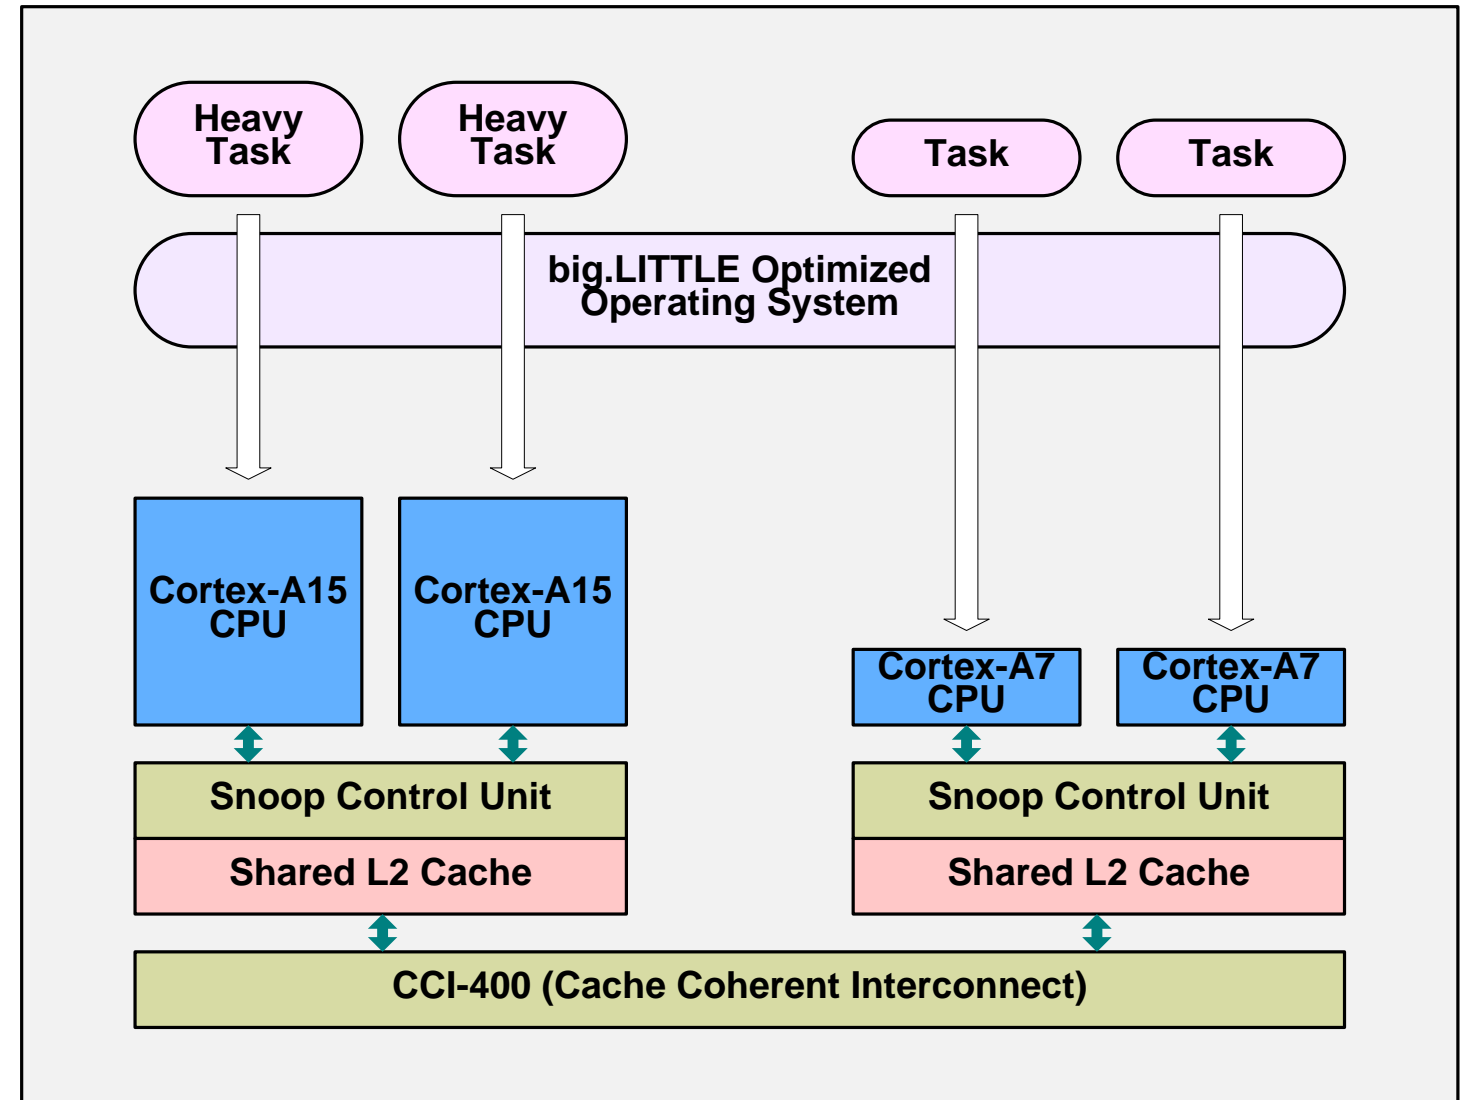 Heavy
Task
Heavy
Task
Task
Task
big.LITTLE Optimized
Operating System
Cortex-A15
CPU
Cortex-A15
CPU
Cortex-A7
CPU
Cortex-A7
CPU
Snoop Control Unit
Snoop Control Unit
Shared L2 Cache
Shared L2 Cache
CCI-400 (Cache Coherent Interconnect)